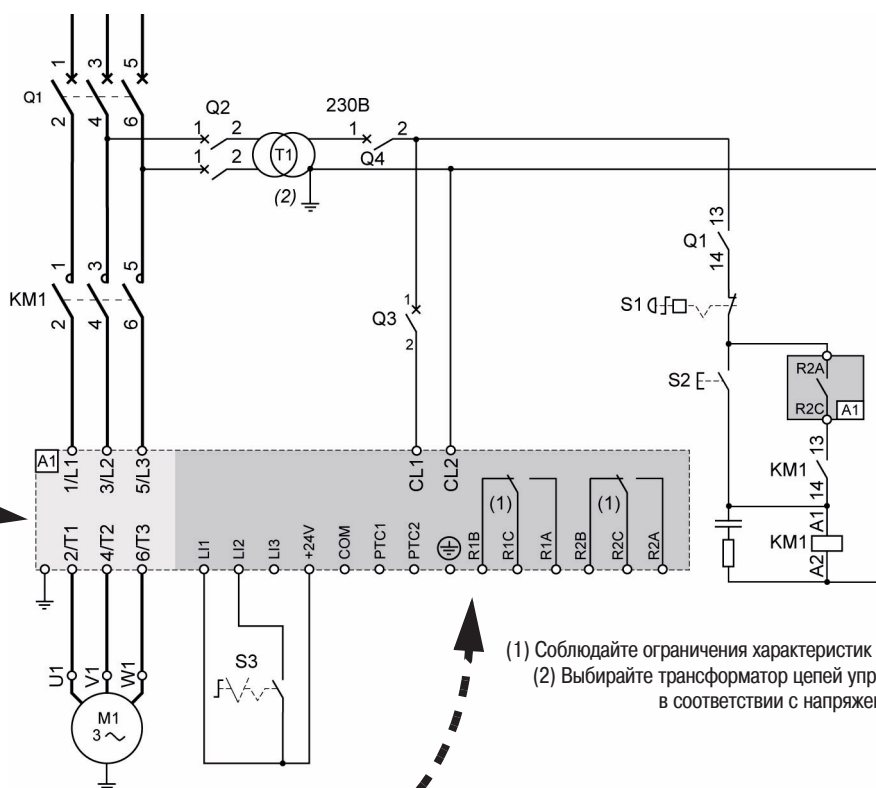 1 3 5
Q1
2 4 6
Q2
1 2
1 2
T1
(2)
230В
1 2
Q4
13
Q1
14
1 3 5
KM1
2 4 6
1
Q3
2
S1
S2
R2A
R2C A1
13
KM1
14
A1
KM1
A2
A1
1/L1 3/L2 5/L3 CL1 CL2
(1) (1)
2/T1 4/T2 6/T3 LI1 LI2 LI3 +24V COM PTC1 PTC2 R1B R1C R1A R2B R2C R2A
S3
U1 V1 W1
M1
3
(1) Соблюдайте ограничения характеристик
(2) Выбирайте трансформатор цепей упр
в соответствии с напряже